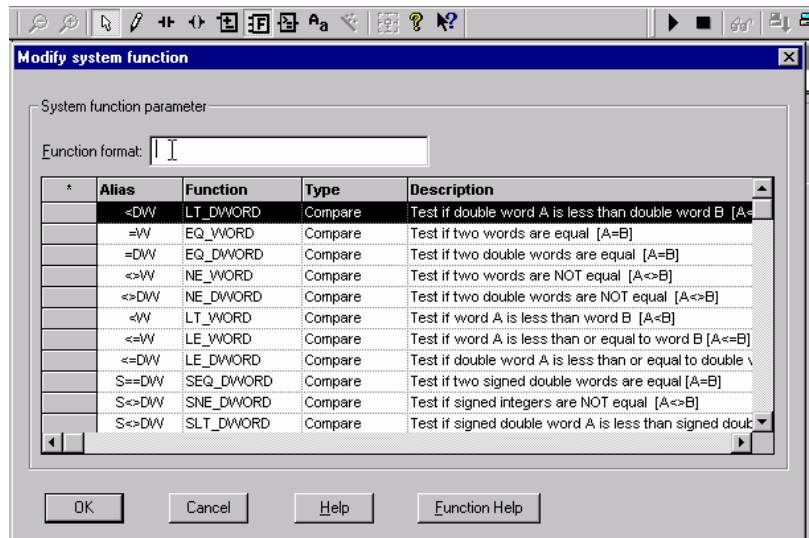 Modify system function
System function parameter
Function format:
* Alias Function Type Description
<DW LT_DWORD Compare Test if double word A is less than double word B [A<
=W EQ_WORD Compare Test if two words are equal [A=B]
=DW EQ_DWORD Compare Test if two double words are equal [A=B]
<>W NE_WORD Compare Test if two words are NOT equal [A<>B]
<>DW NE_DWORD Compare Test if two double words are NOT equal [A<>B]
<W LT_WORD Compare Test if word A is less than word B [A<B]
<=W LE_WORD Compare Test if word A is less than or equal to word B [A<=B]
<=DW LE_DWORD Compare Test if double word A is less than or equal to double
S==DW SEQ_DWORD Compare Test if two signed double words are equal [A=B]
S<>DW SNE_DWORD Compare Test if signed integers are NOT equal [A<>B]
S<>DW SLT_DWORD Compare Test if signed double word A is less than signed doub
OK Cancel Help Function Help